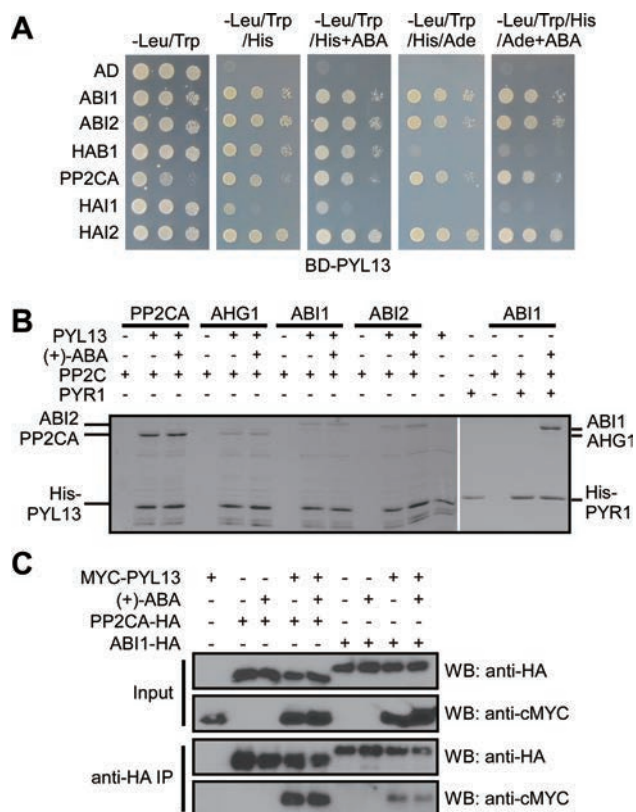 A
-Leu/Trp
-Leu/Trp
/His
-Leu/Trp
/His+ABA
-Leu/Trp
/His/Ade
-Leu/Trp/His
/Ade+ABA
AD
ABI1
ABI2
HAB1
PP2CA
HAI1
HAI2
BD-PYL13
B
PP2CA AHG1 ABI1 ABI2 ABI1
PYL13 - + + - + + - + + - + + +
(+)-ABA - - + - - + - - + - - + - - - - +
PP2C + + + + + + + + + + + + - - + + +
PYR1 - - - - - - - - - - - - - + - + +
ABI2
PP2CA
ABI1
AHG1
His-
PYL13
His-
PYR1
C
MYC-PYL13 + - - + + - - + +
(+)-ABA - - + - + - + - +
PP2CA-HA - + + + + - - - -
ABI1-HA - - - - - + + + +
Input
WB: anti-HA
WB: anti-cMYC
anti-HA IP
WB: anti-HA
WB: anti-cMYC